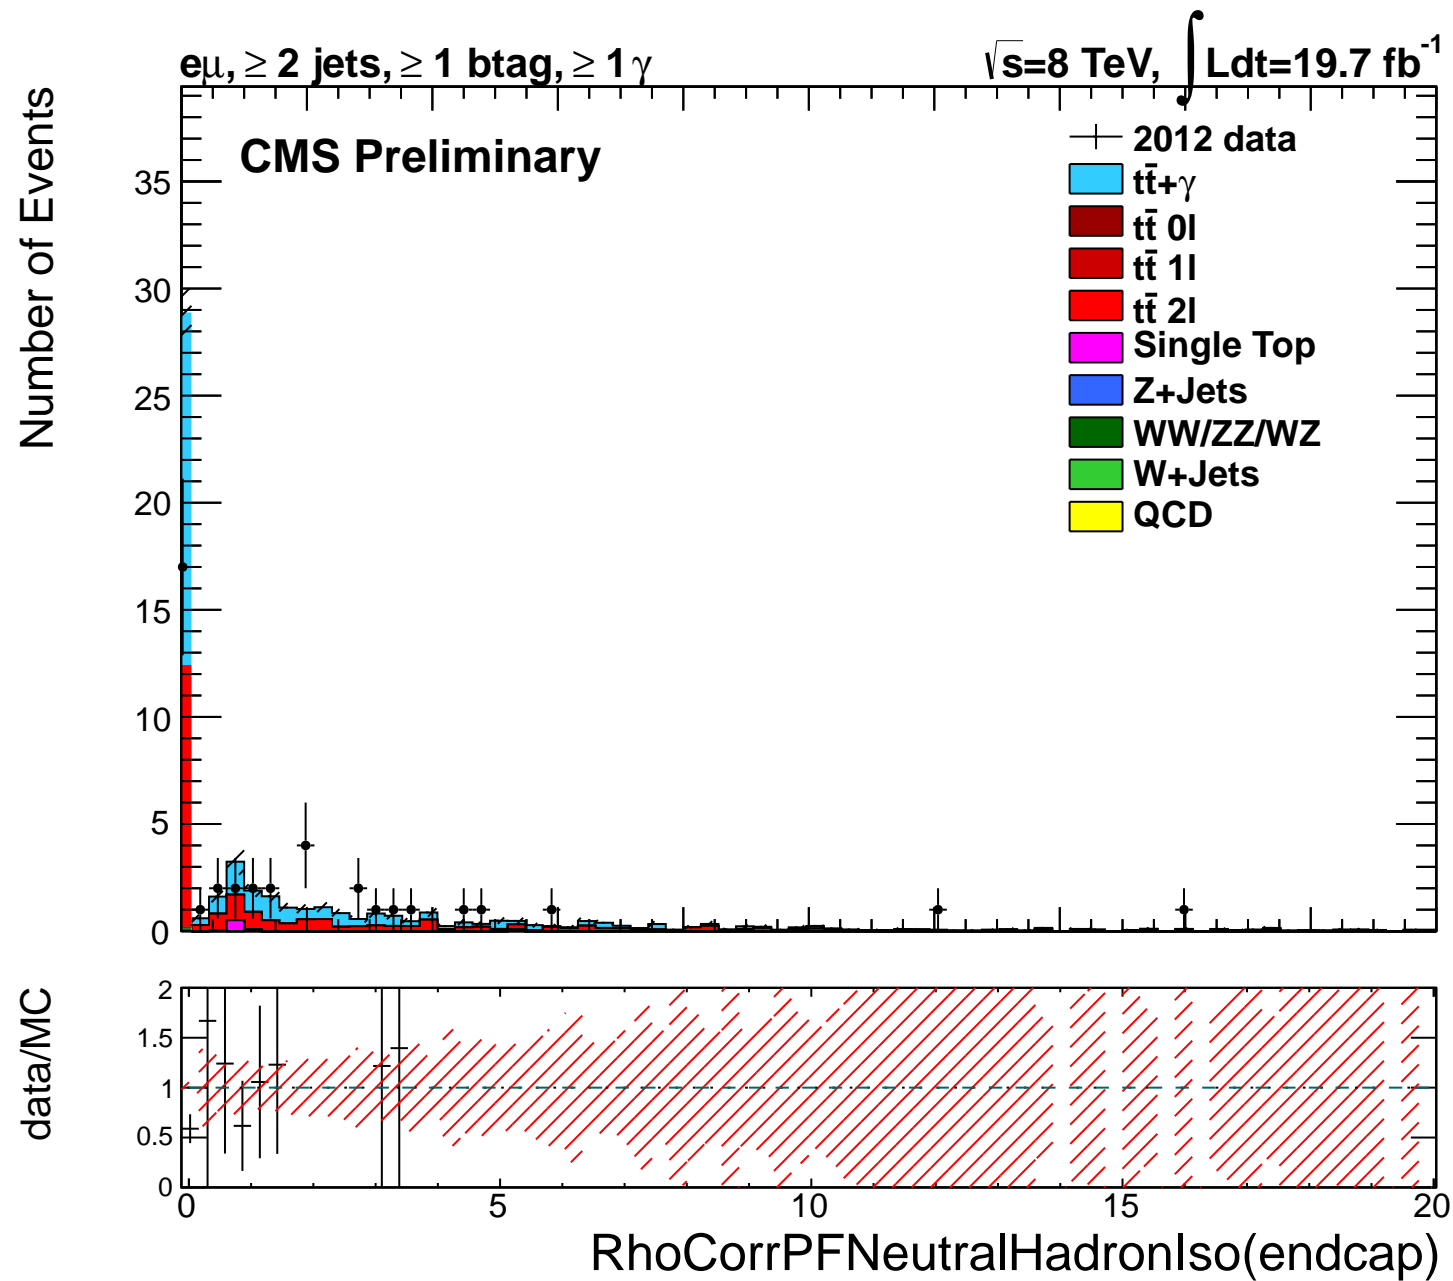 eμ, ≥ 2 jets, ≥ 1 btag, ≥ 1 γ
√s=8 TeV, ∫ Ldt=19.7 fb⁻¹
CMS Preliminary
2012 data
tt̄+γ
tt̄ 0l
tt̄ 1l
tt̄ 2l
Single Top
Z+Jets
WW/ZZ/WZ
W+Jets
QCD
Number of Events
35
30
25
20
15
10
5
0
data/MC
2
1.5
1
0.5
0
0 5 10 15 20
RhoCorrPFNeutralHadronIso(endcap)